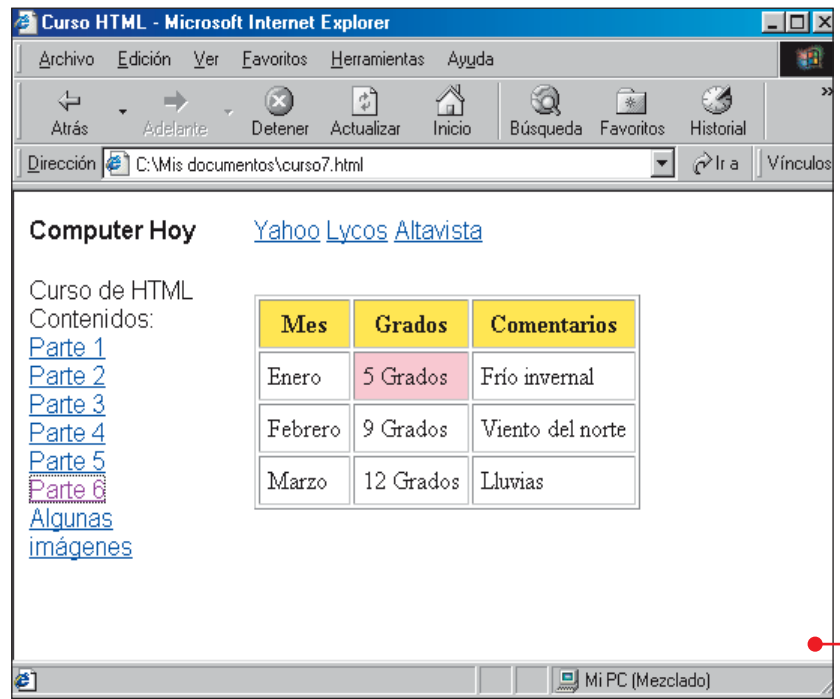 Curso HTML - Microsoft Internet Explorer
Archivo Edición Ver Favoritos Herramientas Ayuda
Atrás Adelante Detener Actualizar Inicio Búsqueda Favoritos Historial »
Dirección C:\Mis documentos\curso7.html Ir a Vínculos
Computer Hoy Yahoo Lycos Altavista
Curso de HTML
Contenidos:
Parte 1
Parte 2
Parte 3
Parte 4
Parte 5
Parte 6
Algunas
imágenes
Mes Grados Comentarios
Enero 5 Grados Frío invernal
Febrero 9 Grados Viento del norte
Marzo 12 Grados Lluvias
Mi PC (Mezclado)